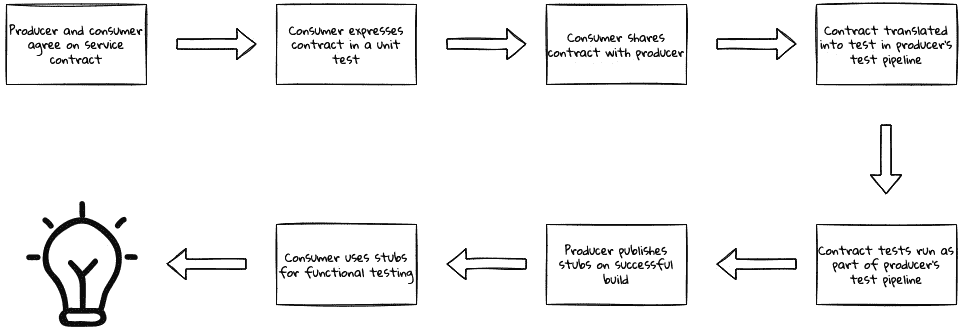 Producer and consumer
agree on service
contract
Consumer expresses
contract in a unit
test
Consumer shares
contract with producer
Contract translated
into test in producer's
test pipeline
Contract tests run as
part of producer's
test pipeline
Producer publishes
stubs on successful
build
Consumer uses stubs
for functional testing